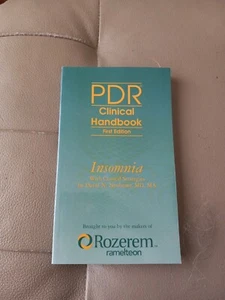 PDR
Clinical
Handbook
First Edition
Insomnia
Brought to you by the makers of
Rozerem
ramelteon